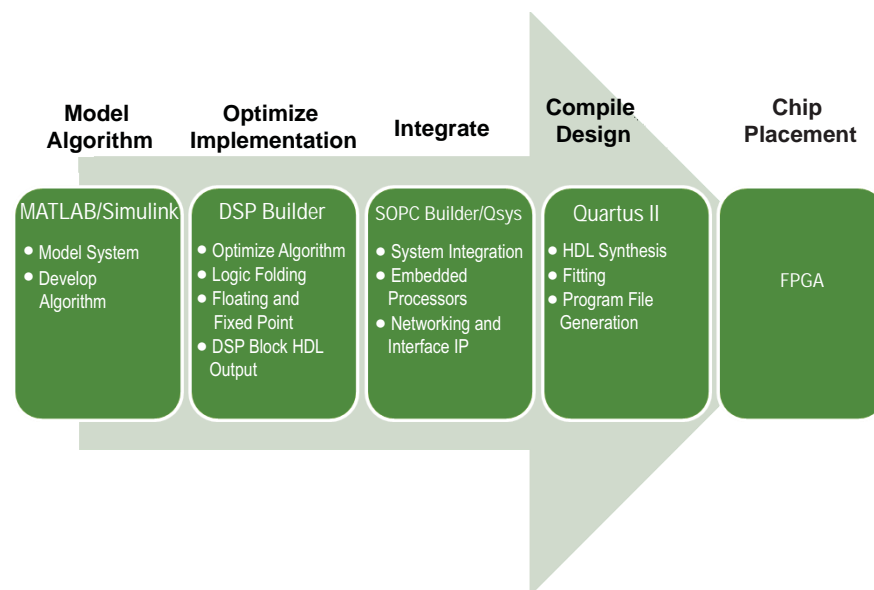 Model
Algorithm
Optimize
Implementation
Integrate
Compile
Design
Chip
Placement
MATLAB/Simulink
● Model System
● Develop
Algorithm
DSP Builder
● Optimize Algorithm
● Logic Folding
● Floating and
Fixed Point
● DSP Block HDL
Output
SOPC Builder/Qsys
● System Integration
● Embedded
Processors
● Networking and
Interface IP
Quartus II
● HDL Synthesis
● Fitting
● Program File
Generation
FPGA